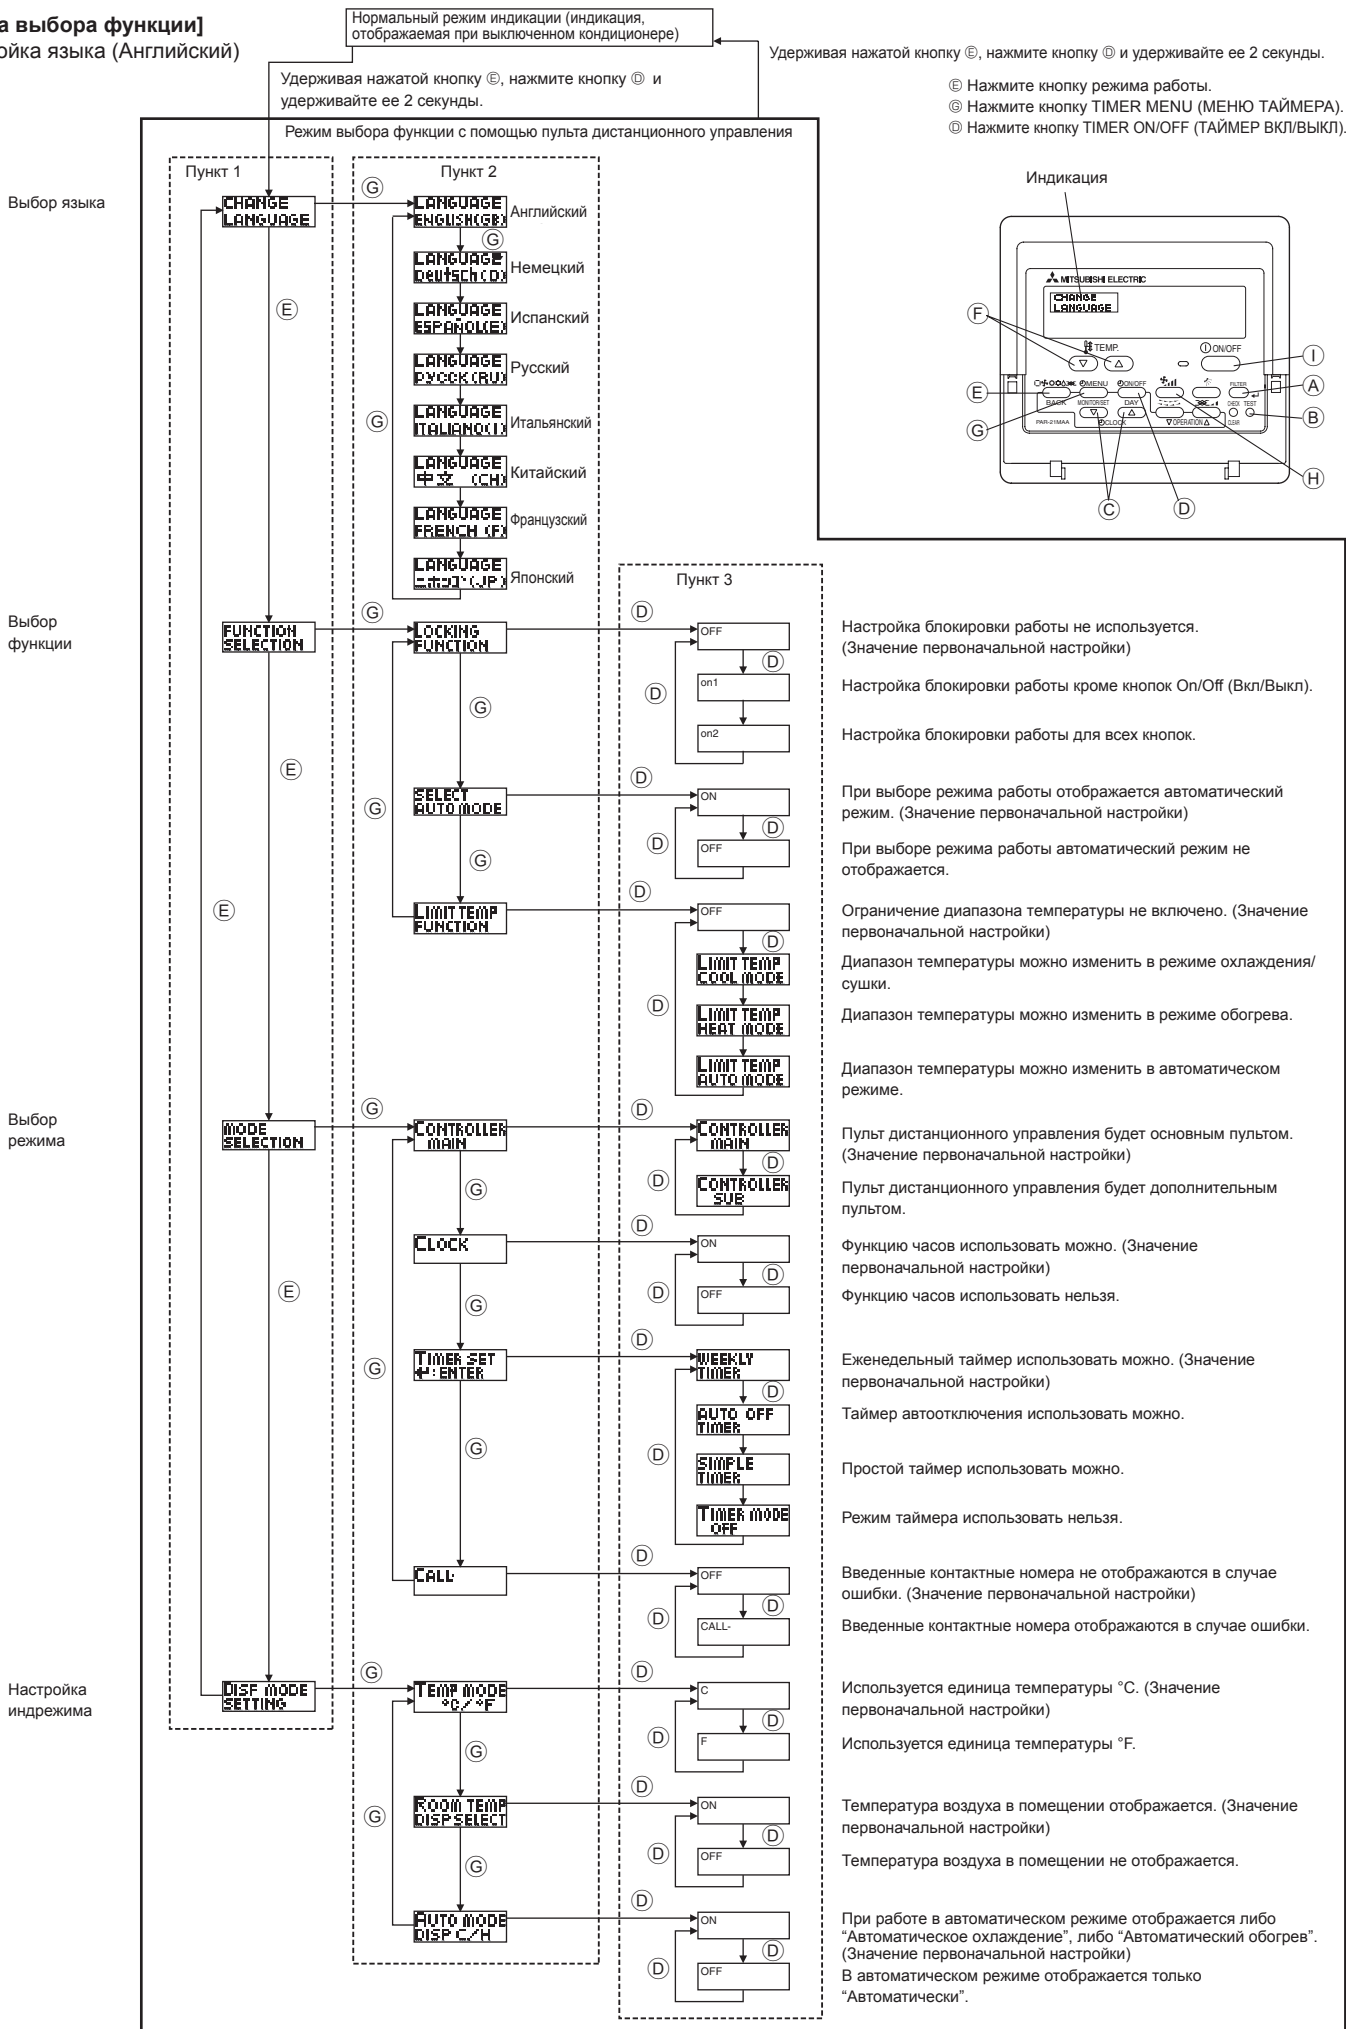 а выбора функции]
ойка языка (Английский)
Нормальный режим индикации (индикация,
отображаемая при выключенном кондиционере)
Удерживая нажатой кнопку Ⓔ, нажмите кнопку Ⓓ и
удерживайте ее 2 секунды.
Удерживая нажатой кнопку Ⓔ, нажмите кнопку Ⓓ и удерживайте ее 2 секунды.
Ⓔ Нажмите кнопку режима работы.
Ⓖ Нажмите кнопку TIMER MENU (МЕНЮ ТАЙМЕРА).
Ⓓ Нажмите кнопку TIMER ON/OFF (ТАЙМЕР ВКЛ/ВЫКЛ).
Режим выбора функции с помощью пульта дистанционного управления
Пункт 1
Пункт 2
Индикация
MITSUBISHI ELECTRIC
CHANGE
LANGUAGE
TEMP.
ON/OFF
MENU
ON/OFF
FILTER
BACK
MONITOR/SET
DAY
CHECK
TEST
PAR-21MAA
CLOCK
▽ OPERATION △
CLEAR
Ⓕ
Ⓔ
Ⓖ
Ⓒ
Ⓓ
Ⓘ
Ⓐ
Ⓑ
Ⓗ
Выбор языка
CHANGE
LANGUAGE
Ⓖ
LANGUAGE
ENGLISH(GB)
Английский
Ⓖ
LANGUAGE
Deutsch(D)
Немецкий
Ⓔ
LANGUAGE
ESPAÑOL(E)
Испанский
LANGUAGE
РУССК(RU)
Русский
Ⓖ
LANGUAGE
ITALIANO(I)
Итальянский
LANGUAGE
中文 (CH)
Китайский
LANGUAGE
FRENCH (F)
Французский
LANGUAGE
ニホンゴ(JP)
Японский
Пункт 3
Выбор
функции
FUNCTION
SELECTION
Ⓖ
LOCKING
FUNCTION
Ⓓ
OFF
Настройка блокировки работы не используется.
(Значение первоначальной настройки)
Ⓓ
on1
Настройка блокировки работы кроме кнопок On/Off (Вкл/Выкл).
Ⓓ
Ⓖ
on2
Настройка блокировки работы для всех кнопок.
Ⓔ
Ⓖ
SELECT
AUTO MODE
Ⓓ
ON
При выборе режима работы отображается автоматический
режим. (Значение первоначальной настройки)
Ⓓ
Ⓓ
OFF
При выборе режима работы автоматический режим не
отображается.
Ⓖ
Ⓔ
LIMIT TEMP
FUNCTION
Ⓓ
OFF
Ограничение диапазона температуры не включено. (Значение
первоначальной настройки)
Ⓓ
LIMIT TEMP
COOL MODE
Диапазон температуры можно изменить в режиме охлаждения/
сушки.
Ⓓ
LIMIT TEMP
HEAT MODE
Диапазон температуры можно изменить в режиме обогрева.
LIMIT TEMP
AUTO MODE
Диапазон температуры можно изменить в автоматическом
режиме.
Выбор
режима
MODE
SELECTION
Ⓖ
CONTROLLER
MAIN
Ⓓ
CONTROLLER
MAIN
Пульт дистанционного управления будет основным пультом.
(Значение первоначальной настройки)
Ⓓ
Ⓓ
Ⓖ
CONTROLLER
SUB
Пульт дистанционного управления будет дополнительным
пультом.
CLOCK
Ⓓ
ON
Функцию часов использовать можно. (Значение
первоначальной настройки)
Ⓓ
Ⓓ
Ⓔ
Ⓖ
OFF
Функцию часов использовать нельзя.
Ⓖ
TIMER SET
↵:ENTER
Ⓓ
WEEKLY
TIMER
Еженедельный таймер использовать можно. (Значение
первоначальной настройки)
Ⓓ
AUTO OFF
TIMER
Таймер автоотключения использовать можно.
Ⓖ
Ⓓ
SIMPLE
TIMER
Простой таймер использовать можно.
TIMER MODE
OFF
Режим таймера использовать нельзя.
CALL-
Ⓓ
OFF
Введенные контактные номера не отображаются в случае
ошибки. (Значение первоначальной настройки)
Ⓓ
Ⓓ
CALL-
Введенные контактные номера отображаются в случае ошибки.
Настройка
индрежима
DISP MODE
SETTING
Ⓖ
TEMP MODE
°C/°F
Ⓓ
C
Используется единица температуры °C. (Значение
первоначальной настройки)
Ⓓ
Ⓓ
F
Используется единица температуры °F.
Ⓖ
Ⓖ
ROOM TEMP
DISP SELECT
Ⓓ
ON
Температура воздуха в помещении отображается. (Значение
первоначальной настройки)
Ⓓ
Ⓓ
OFF
Температура воздуха в помещении не отображается.
Ⓖ
AUTO MODE
DISP C/H
Ⓓ
ON
При работе в автоматическом режиме отображается либо
“Автоматическое охлаждение”, либо “Автоматический обогрев”.
(Значение первоначальной настройки)
Ⓓ
Ⓓ
OFF
В автоматическом режиме отображается только
“Автоматически”.